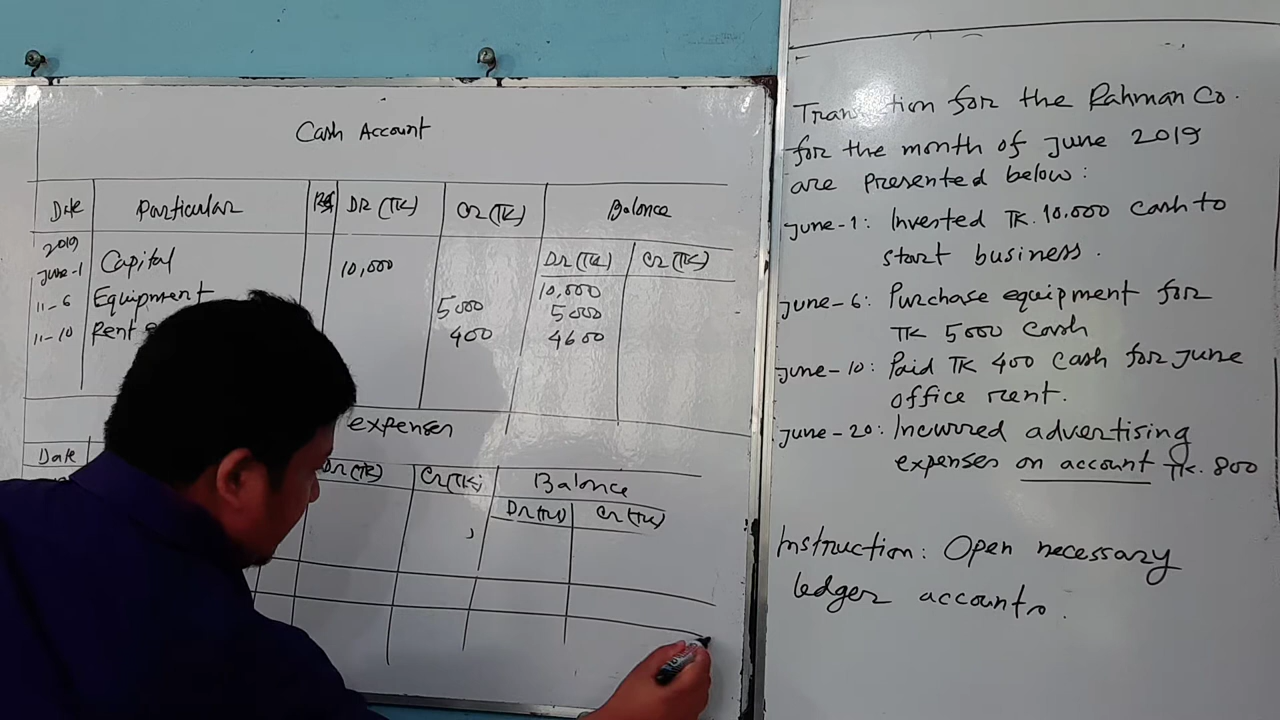 Cash Account
Date Particular Ref DR (TK) CR (TK) Balance
2019
June-1 Capital 10,000 DR (TK) CR (TK)
10,000
11-6 Equipment 5000 5000
11-10 Rent 400 4600
expenses
Date DR (TK) CR (TK) Balance
DR (TK) CR (TK)
Transaction for the Rahman Co.
for the month of June 2019
are presented below:
June-1: Invested TK. 10.000 cash to
start business.
June-6: Purchase equipment for
TK 5000 cash
June-10: Paid TK 400 cash for June
office rent.
June-20: Incurred advertising
expenses on account TK. 800
Instruction: Open necessary
ledger accounts.